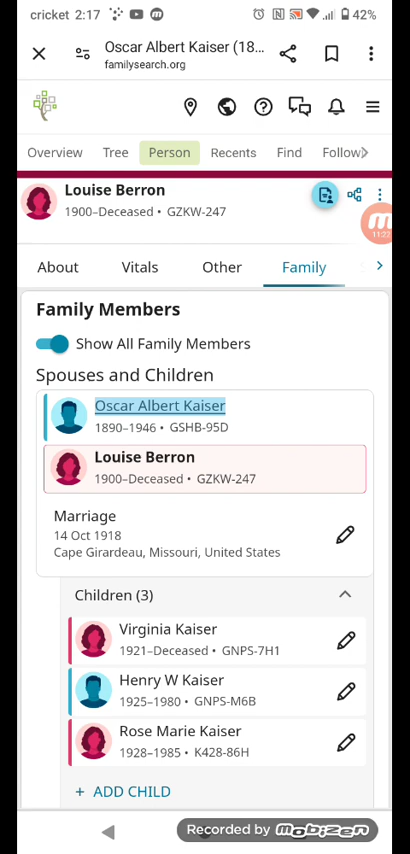 cricket 2:17
42%
Oscar Albert Kaiser (18...
familysearch.org
Overview Tree Person Recents Find Follow
Louise Berron
1900–Deceased • GZKW-247
11:22
About Vitals Other Family
Family Members
Show All Family Members
Spouses and Children
Oscar Albert Kaiser
1890–1946 • GSHB-95D
Louise Berron
1900–Deceased • GZKW-247
Marriage
14 Oct 1918
Cape Girardeau, Missouri, United States
Children (3)
Virginia Kaiser
1921–Deceased • GNPS-7H1
Henry W Kaiser
1925–1980 • GNPS-M6B
Rose Marie Kaiser
1928–1985 • K428-86H
+ ADD CHILD
Recorded by mobizen